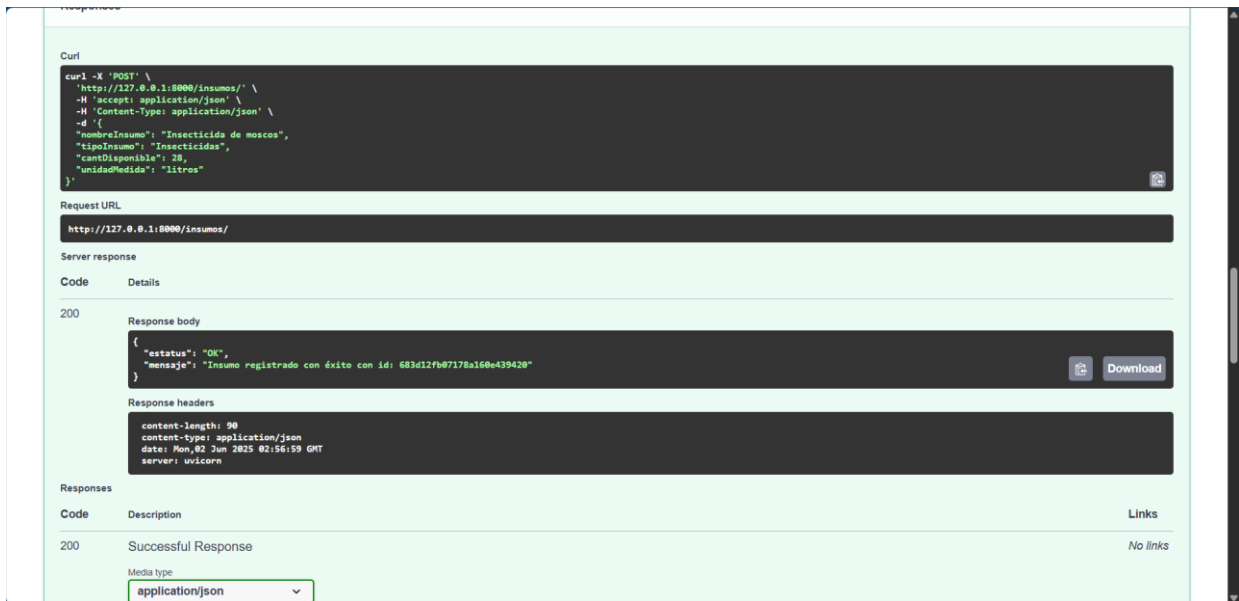 Responses
Curl
curl -X 'POST' \
'http://127.0.0.1:8000/insumos/' \
-H 'accept: application/json' \
-H 'Content-Type: application/json' \
-d '{
"nombreInsumo": "Insecticida de moscos",
"tipoInsumo": "Insecticidas",
"cantDisponible": 28,
"unidadMedida": "litros"
}'
Request URL
http://127.0.0.1:8000/insumos/
Server response
Code Details
200
Response body
{
"estatus": "OK",
"mensaje": "Insumo registrado con éxito con id: 683d12fb07178a160e439420"
}
Download
Response headers
content-length: 90
content-type: application/json
date: Mon,02 Jun 2025 02:56:59 GMT
server: uvicorn
Responses
Code Description Links
200 Successful Response No links
Media type
application/json